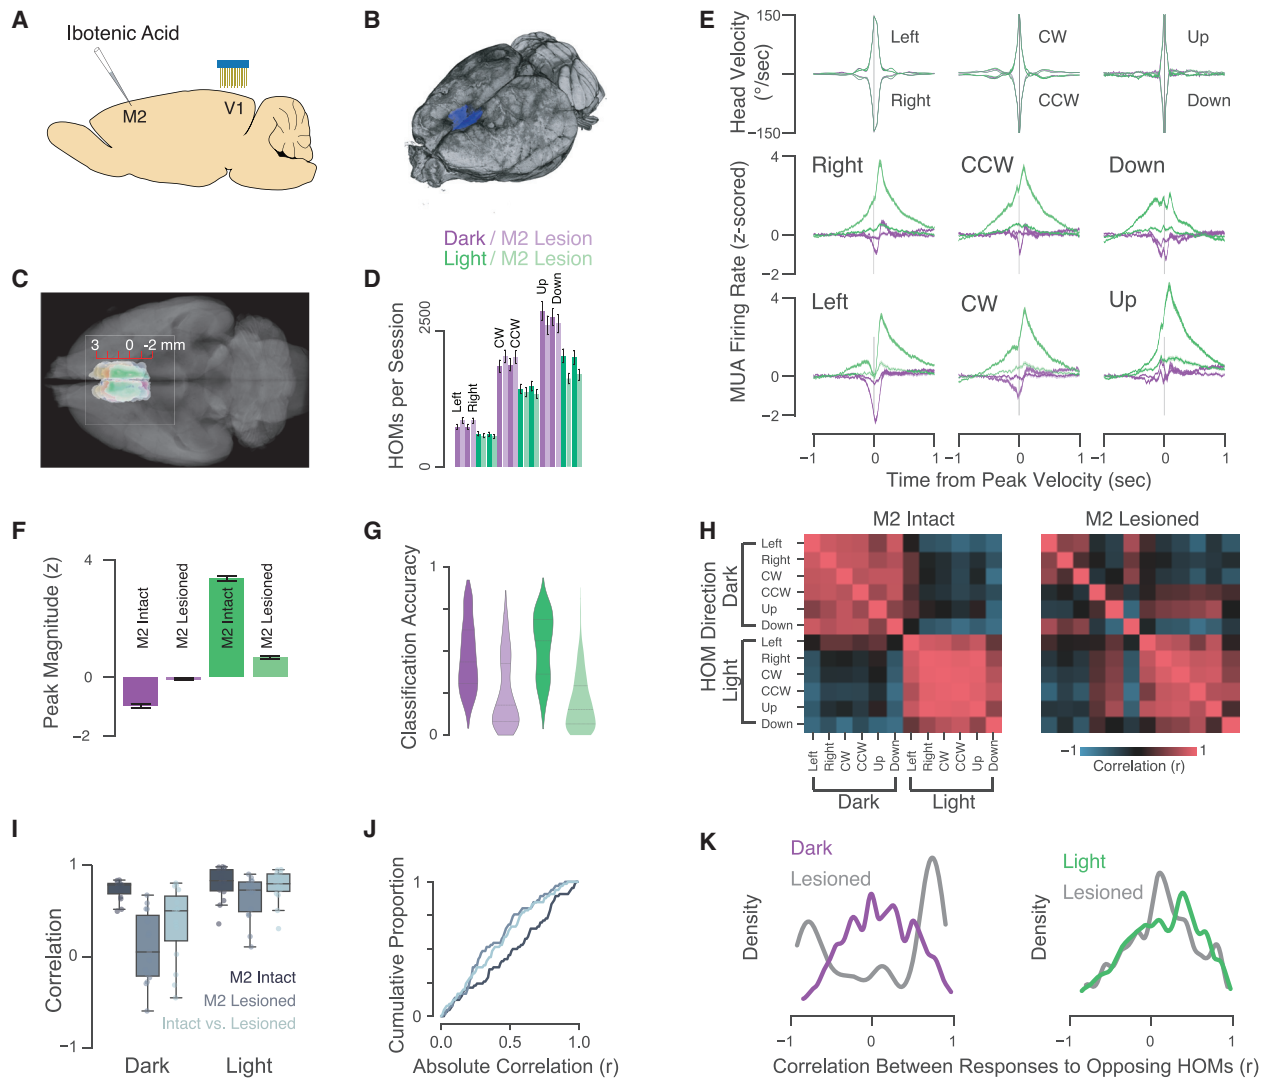 A
Ibotenic Acid
M2
V1
B
C
3 0 -2 mm
Dark / M2 Lesion
Light / M2 Lesion
D
HOMs per Session
2500
0
Left
Right
CW
CCW
Up
Down
E
Head Velocity
(°/sec)
150
−150
Left
Right
CW
CCW
Up
Down
MUA Firing Rate (z-scored)
4
0
−2
Right
CCW
Down
4
0
−2
Left
CW
Up
−1 0 1
−1 0 1
−1 0 1
Time from Peak Velocity (sec)
F
Peak Magnitude (z)
4
0
−2
M2 Intact
M2 Lesioned
M2 Intact
M2 Lesioned
G
Classification Accuracy
1
0
H
M2 Intact
M2 Lesioned
HOM Direction
Dark
Light
Left
Right
CW
CCW
Up
Down
Left
Right
CW
CCW
Up
Down
Left
Right
CW
CCW
Up
Down
Left
Right
CW
CCW
Up
Down
Dark
Light
−1 1
Correlation (r)
I
Correlation
1
0
−1
M2 Intact
M2 Lesioned
Intact vs. Lesioned
Dark
Light
J
Cumulative Proportion
1
0
0.0 0.5 1.0
Absolute Correlation (r)
K
Dark
Lesioned
Density
−1 0 1
Light
Lesioned
Density
−1 0 1
Correlation Between Responses to Opposing HOMs (r)